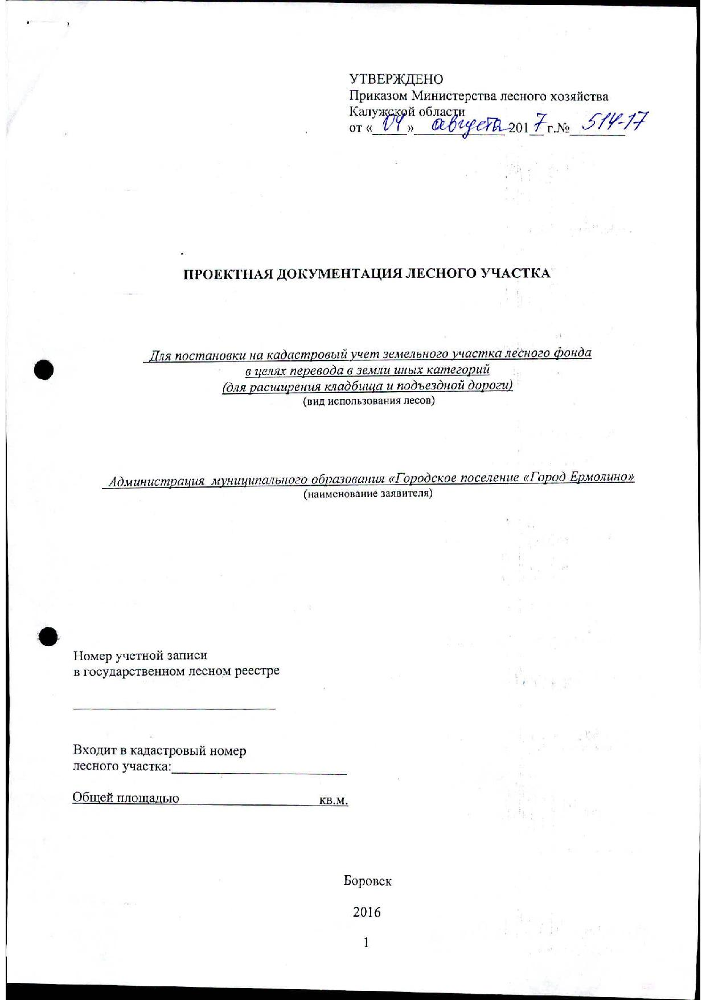 УТВЕРЖДЕНО
Приказом Министерства лесного хозяйства
Калужской области
от « 04 » августа 2017 г.№ 514-17
ПРОЕКТНАЯ ДОКУМЕНТАЦИЯ ЛЕСНОГО УЧАСТКА
Для постановки на кадастровый учет земельного участка лесного фонда
в целях перевода в земли иных категорий
(для расширения кладбища и подъездной дороги)
(вид использования лесов)
Администрация муниципального образования «Городское поселение «Город Ермолино»
(наименование заявителя)
Номер учетной записи
в государственном лесном реестре
Входит в кадастровый номер
лесного участка:
Общей площадью кв.м.
Боровск
2016
1